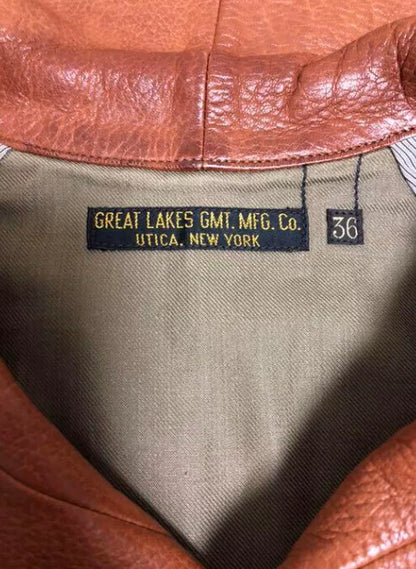 GREAT LAKES GMT. MFG. Co.
UTICA, NEW YORK
36